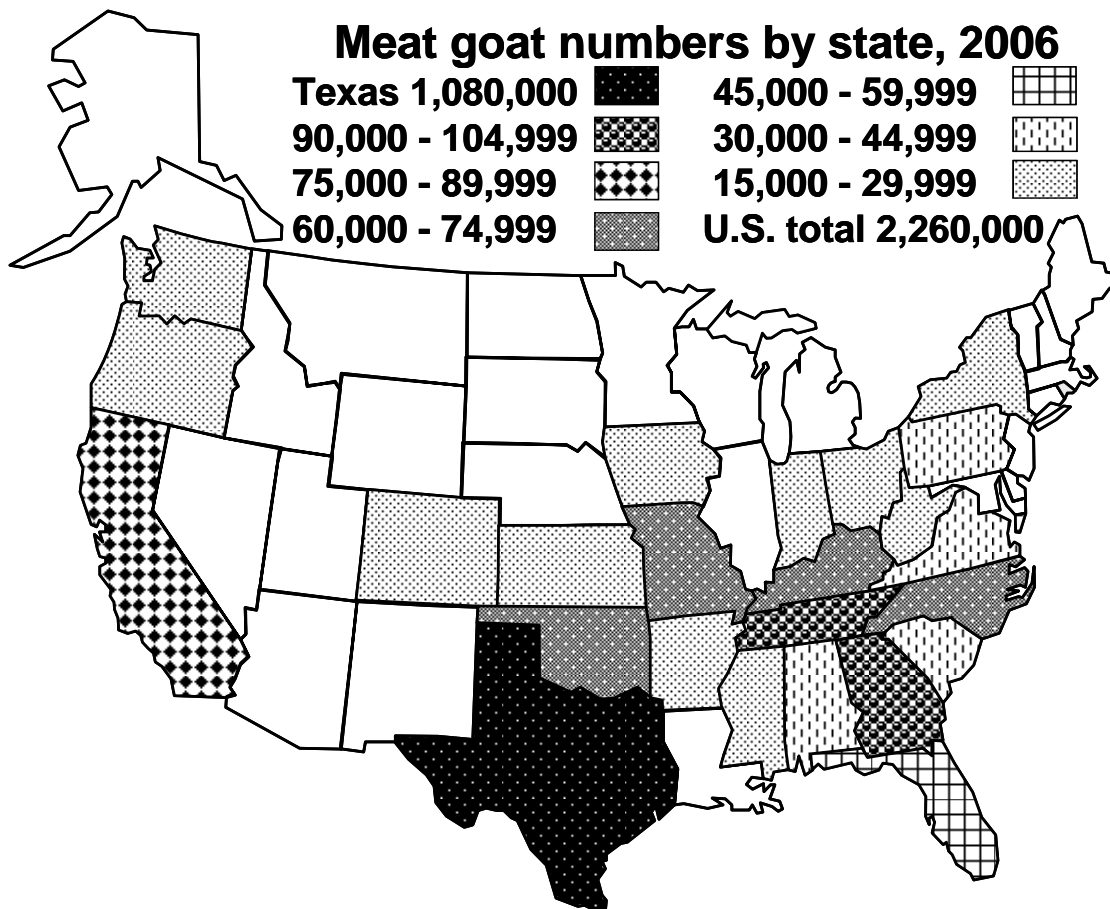 Meat goat numbers by state, 2006
Texas 1,080,000 45,000 - 59,999
90,000 - 104,999 30,000 - 44,999
75,000 - 89,999 15,000 - 29,999
60,000 - 74,999 U.S. total 2,260,000